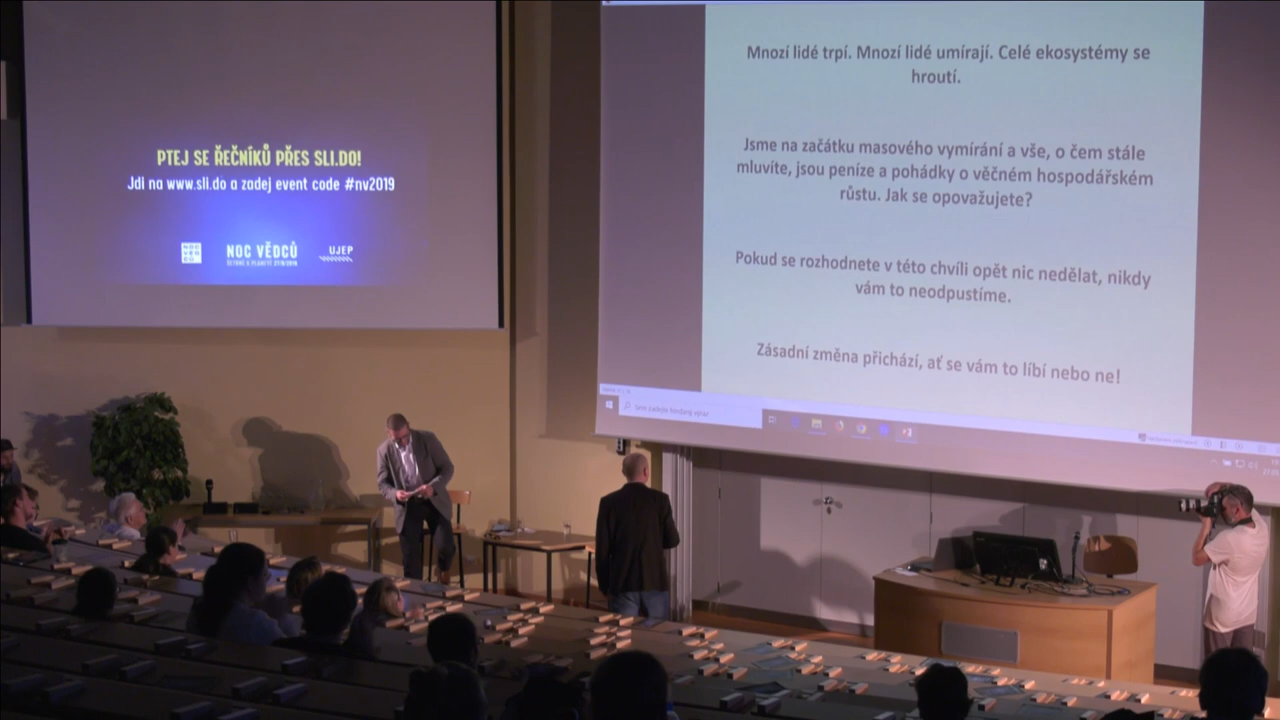 PTEJ SE ŘEČNÍKŮ PŘES SLI.DO!
Jdi na www.sli.do a zadej event code #nv2019
NOC VĚDCŮ
UJEP
Mnozí lidé trpí. Mnozí lidé umírají. Celé ekosystémy se
hroutí.
Jsme na začátku masového vymírání a vše, o čem stále
mluvíte, jsou peníze a pohádky o věčném hospodářském
růstu. Jak se opovažujete?
Pokud se rozhodnete v této chvíli opět nic nedělat, nikdy
vám to neodpustíme.
Zásadní změna přichází, ať se vám to líbí nebo ne!